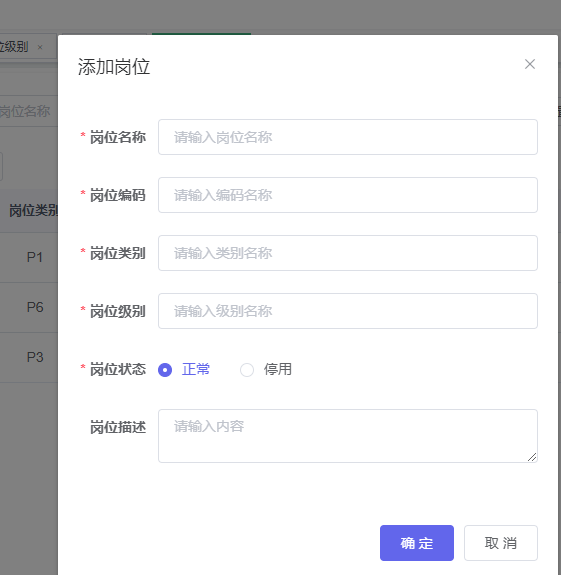 位级别 ×
添加岗位
岗位名称
* 岗位名称 请输入岗位名称
* 岗位编码 请输入编码名称
岗位类别
* 岗位类别 请输入类别名称
P1
* 岗位级别 请输入级别名称
P6
P3
* 岗位状态 正常 停用
岗位描述 请输入内容
确 定 取 消